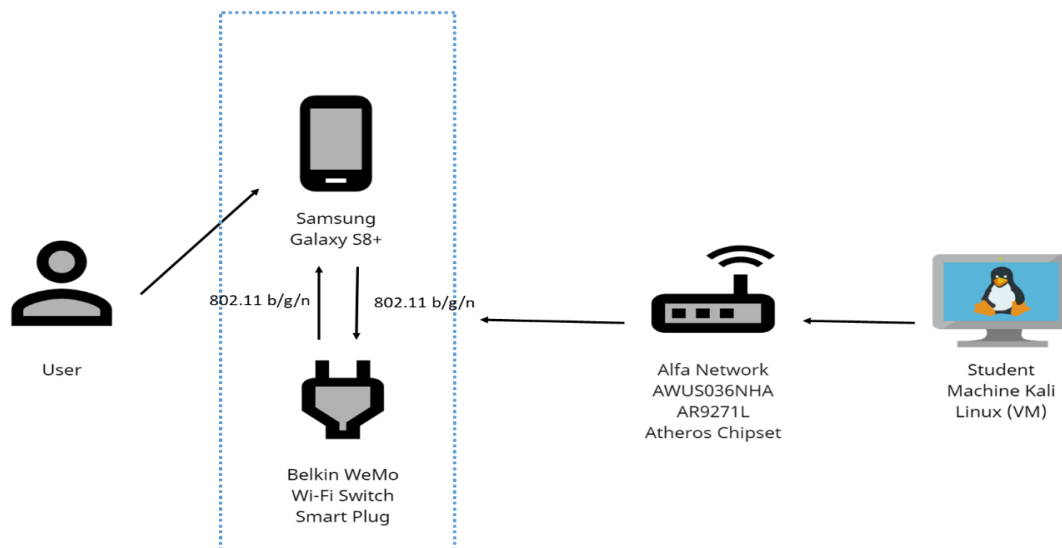 Samsung
Galaxy S8+
802.11 b/g/n
802.11 b/g/n
User
Alfa Network
AWUS036NHA
AR9271L
Atheros Chipset
Student
Machine Kali
Linux (VM)
Belkin WeMo
Wi-Fi Switch
Smart Plug